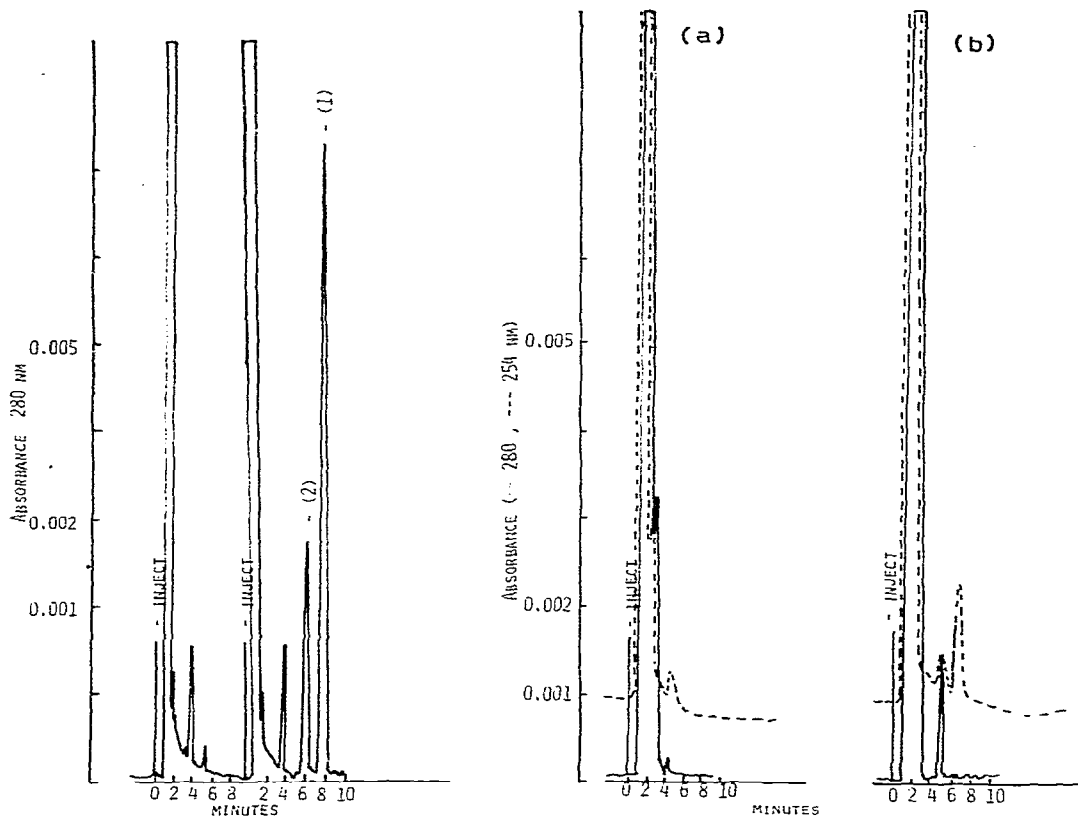 (1)
(2)
ABSORBANCE 280 NM
0.005
0.002
0.001
INJECT
INJECT
0 2 4 6 8
2 4 6 8 10
MINUTES
(a)
(b)
ABSORBANCE (-- 280 , --- 254 NM)
0.005
0.002
0.001
INJECT
INJECT
0 2 4 6 8 10
0 2 4 6 8 10
MINUTES